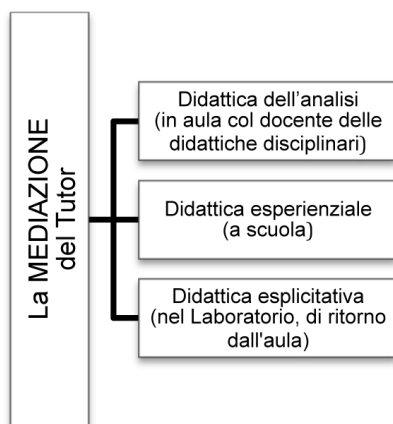 La MEDIAZIONE
del Tutor
Didattica dell’analisi
(in aula col docente delle
didattiche disciplinari)
Didattica esperienziale
(a scuola)
Didattica esplicitativa
(nel Laboratorio, di ritorno
dall'aula)